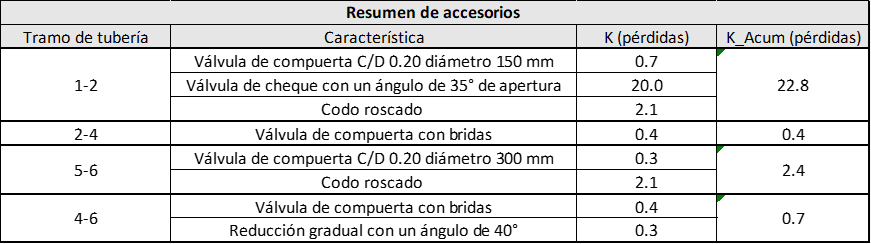 Resumen de accesorios
Tramo de tubería Característica K (pérdidas) K_Acum (pérdidas)
1-2 Válvula de compuerta C/D 0.20 diámetro 150 mm 0.7 22.8
Válvula de cheque con un ángulo de 35° de apertura 20.0
Codo roscado 2.1
2-4 Válvula de compuerta con bridas 0.4 0.4
5-6 Válvula de compuerta C/D 0.20 diámetro 300 mm 0.3 2.4
Codo roscado 2.1
4-6 Válvula de compuerta con bridas 0.4 0.7
Reducción gradual con un ángulo de 40° 0.3